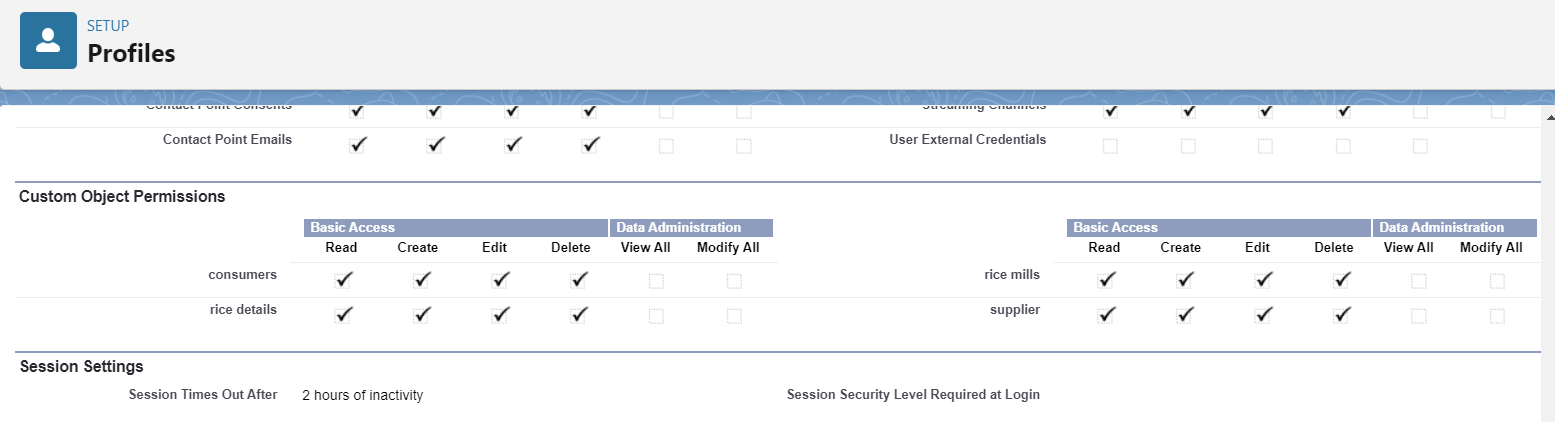 SETUP
Profiles
Contact Point Consents Streaming Channels
Contact Point Emails User External Credentials
Custom Object Permissions
Basic Access Data Administration Basic Access Data Administration
Read Create Edit Delete View All Modify All Read Create Edit Delete View All Modify All
consumers rice mills
rice details supplier
Session Settings
Session Times Out After 2 hours of inactivity Session Security Level Required at Login